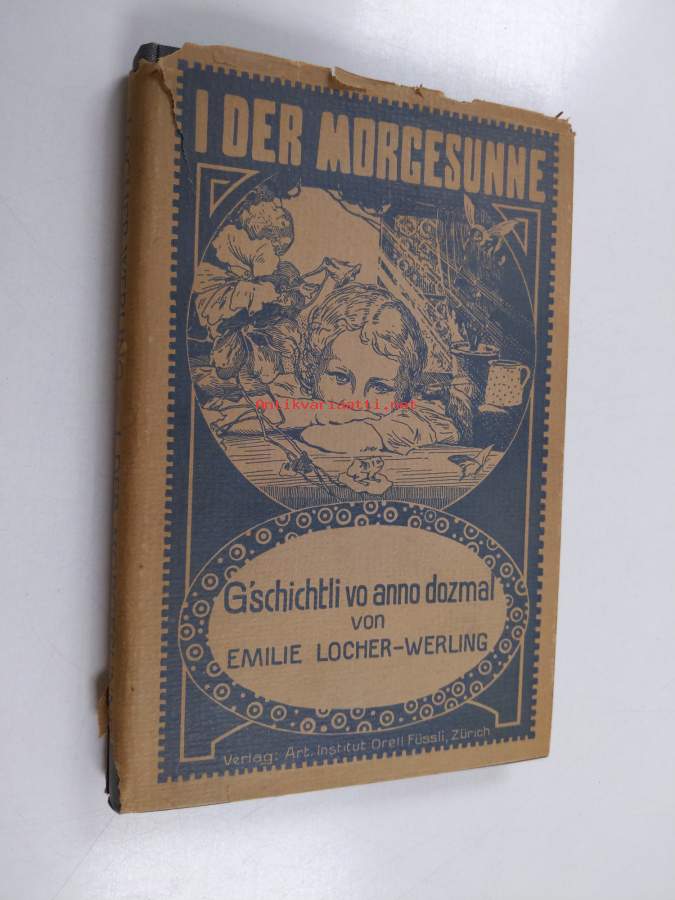 I DER MORGESUNNE
Antikvariaatti.net
G'schichtli vo anno dozmal
von
EMILIE LOCHER-WERLING
Verlag: Art. Institut Orell Füssli, Zürich